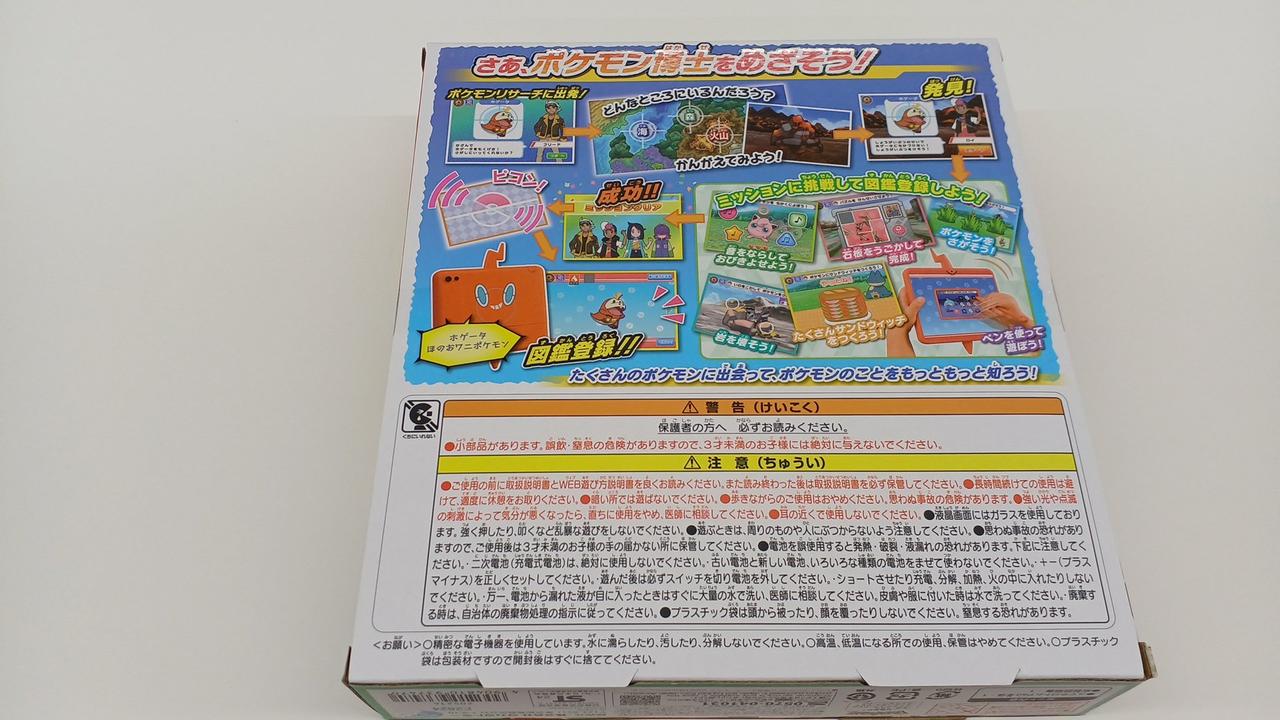 さあ、ポケモン博士をめざそう!
ポケモンリサーチに出発!
どんなところにいるんだろう?
海
森
火山
かんがえてみよう!
発見!
フリード
ロイ
ピコン!
成功!!
ミッションクリア
ミッションに挑戦して図鑑登録しよう!
音をならして
おびきよせよう!
石板をうごかして
完成!
ポケモンを
さがそう!
岩を壊そう!
たくさんサンドウィッチ
をつくろう!
ペンを使って
遊ぼう!
ホゲータ
ほのおワニポケモン
図鑑登録!!
たくさんのポケモンに出会って、ポケモンのことをもっともっと知ろう!
くちにいれない
⚠ 警告(けいこく)
保護者の方へ 必ずお読みください。
●小部品があります。誤飲・窒息の危険がありますので、3才未満のお子様には絶対に与えないでください。
⚠ 注意(ちゅうい)
●ご使用の前に取扱説明書とWEB遊び方説明書を良くお読みください。また読み終わった後は取扱説明書を必ず保管してください。●長時間続けての使用は避
けて、適度に休憩をお取りください。●暗い所では遊ばないでください。●歩きながらのご使用はおやめください。思わぬ事故の危険があります。●強い光や点滅
の刺激によって気分が悪くなったら、直ちに使用をやめ、医師に相談してください。●耳の近くで使用しないでください。●液晶画面にはガラスを使用しており
ます。強く押したり、叩くなど乱暴な遊びをしないでください。●遊ぶときは、周りのものや人にぶつからないよう注意してください。●思わぬ事故の恐れがあり
ますので、ご使用後は3才未満のお子様の手の届かない所に保管してください。●電池を誤使用すると発熱・破裂・液漏れの恐れがあります。下記に注意してく
ださい。・二次電池(充電式電池)は、絶対に使用しないでください。・古い電池と新しい電池、いろいろな種類の電池をまぜて使わないでください。・+-(プラス
マイナス)を正しくセットしてください。・遊んだ後は必ずスイッチを切り電池を外してください。・ショートさせたり充電、分解、加熱、火の中に入れたりしない
でください。・万一、電池から漏れた液が目に入ったときはすぐに大量の水で洗い、医師に相談してください。皮膚や服に付いた時は水で洗ってください。・廃棄す
る時は、自治体の廃棄物処理の指示に従ってください。●プラスチック袋は頭から被ったり、顔を覆ったりしないでください。窒息する恐れがあります。
<お願い>○精密な電子機器を使用しています。水に濡らしたり、汚したり、分解しないでください。○高温、低温になる所での使用、保管はやめてください。○プラスチック
袋は包装材ですので開封後はすぐに捨ててください。
ST
0570-041031